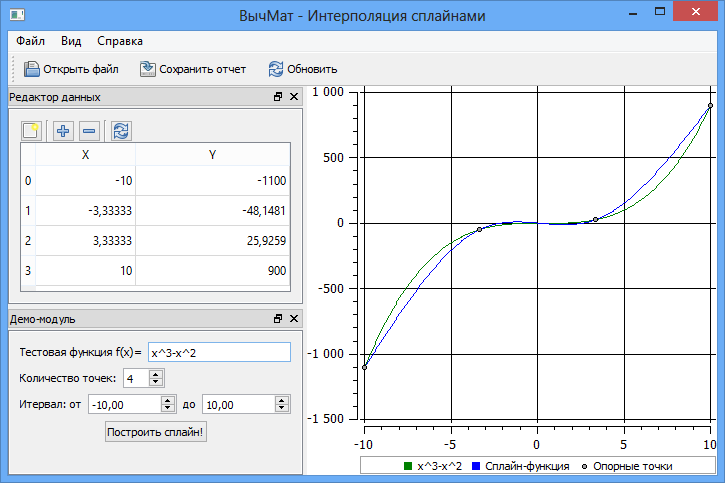 ВычМат - Интерполяция сплайнами
Файл Вид Справка
Открыть файл Сохранить отчет Обновить
Редактор данных
X Y
0 -10 -1100
1 -3,33333 -48,1481
2 3,33333 25,9259
3 10 900
Демо-модуль
Тестовая функция f(x)= x^3-x^2
Количество точек: 4
Итервал: от -10,00 до 10,00
Построить сплайн!
1 000
500
0
-500
-1 000
-1 500
-10 -5 0 5 10
x^3-x^2 Сплайн-функция Опорные точки